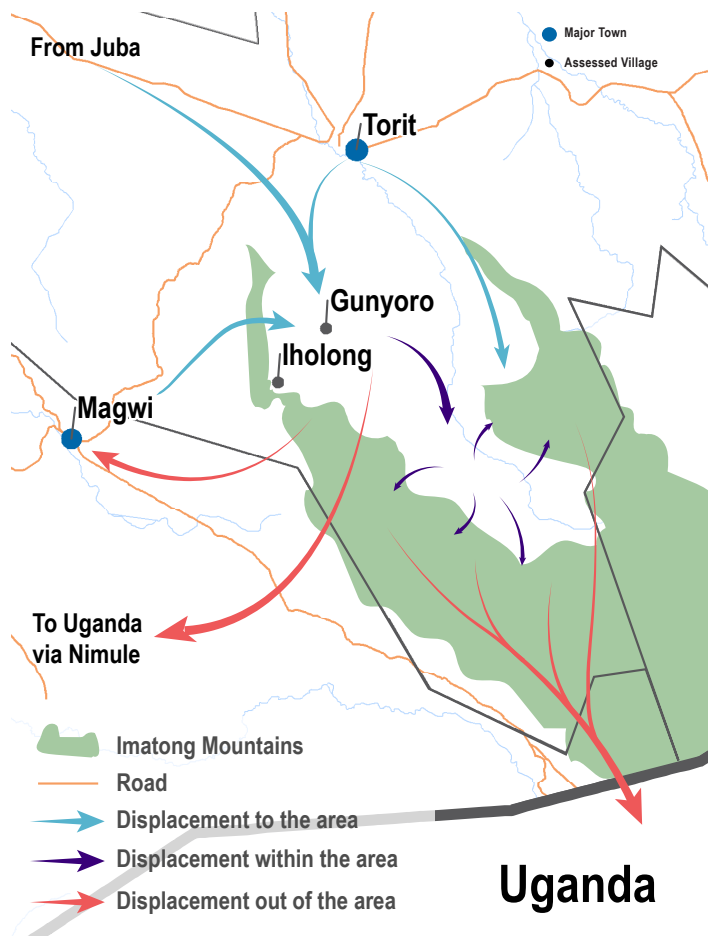 From Juba
Major Town
Assessed Village
Torit
Gunyoro
Iholong
Magwi
To Uganda
via Nimule
Imatong Mountains
Road
Displacement to the area
Displacement within the area
Displacement out of the area
Uganda